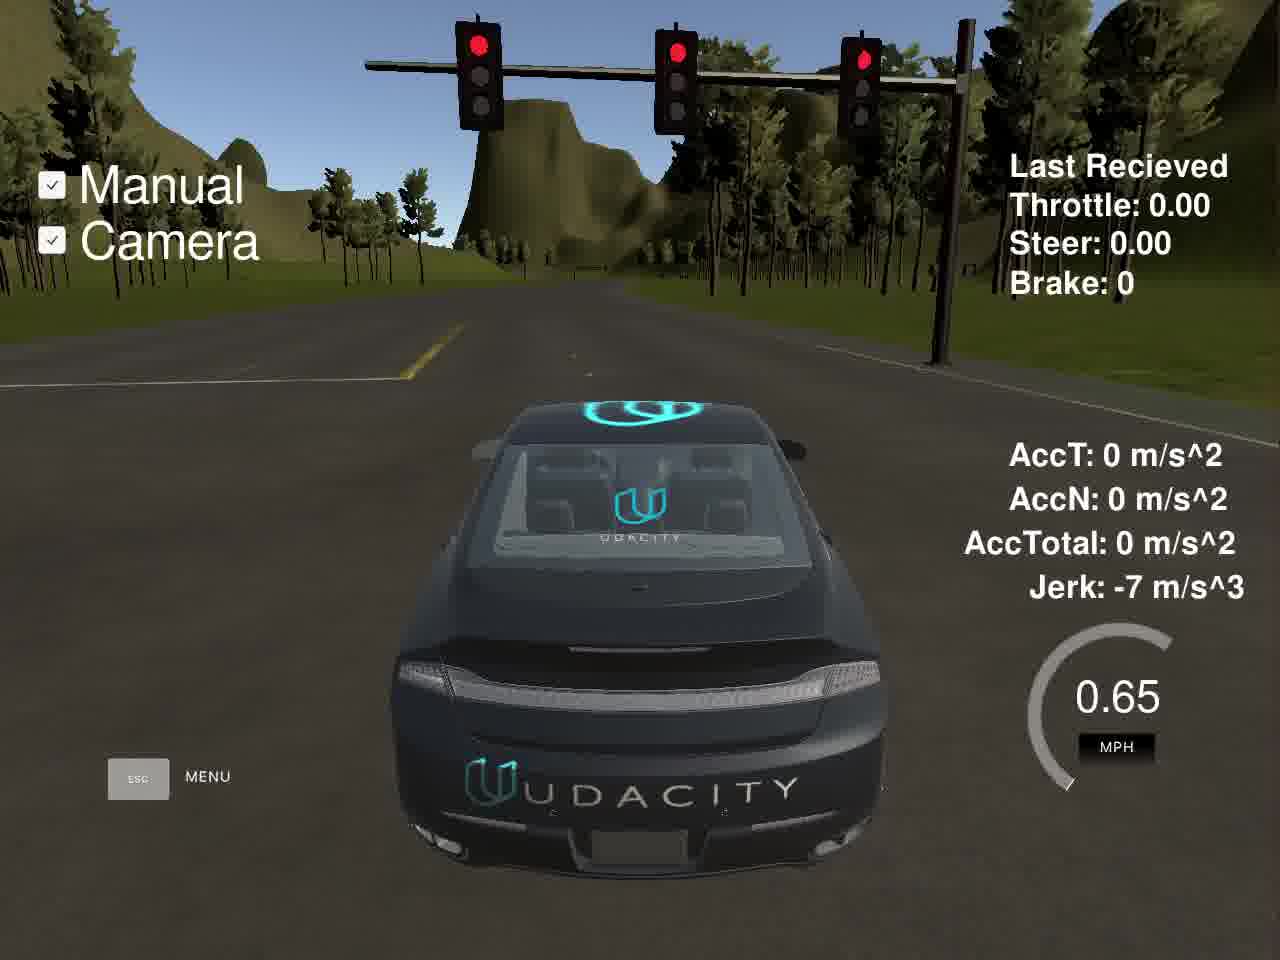 Manual
Camera
Last Recieved
Throttle: 0.00
Steer: 0.00
Brake: 0
AccT: 0 m/s^2
AccN: 0 m/s^2
AccTotal: 0 m/s^2
Jerk: -7 m/s^3
0.65
MPH
ESC MENU
UDACITY
UDACITY